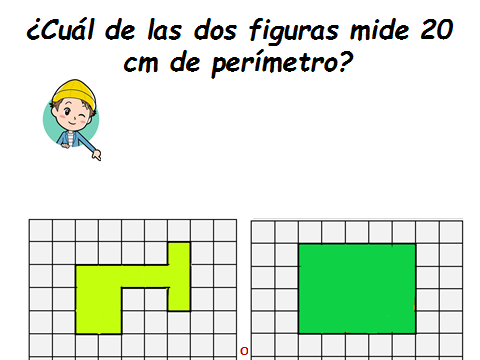 ¿Cuál de las dos figuras mide 20
cm de perímetro?
o